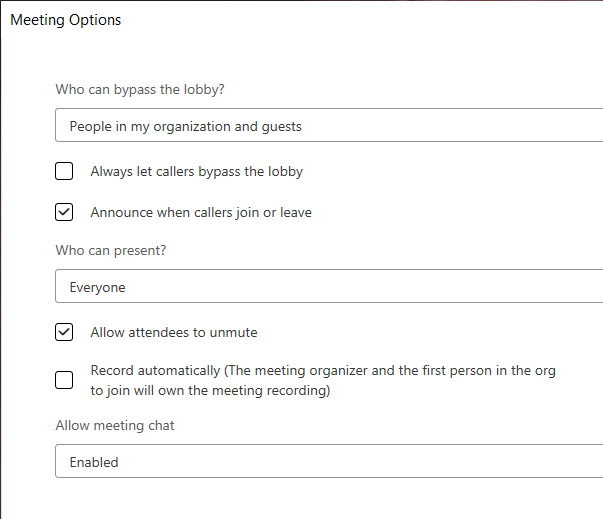 Meeting Options
Who can bypass the lobby?
People in my organization and guests
Always let callers bypass the lobby
Announce when callers join or leave
Who can present?
Everyone
Allow attendees to unmute
Record automatically (The meeting organizer and the first person in the org
to join will own the meeting recording)
Allow meeting chat
Enabled